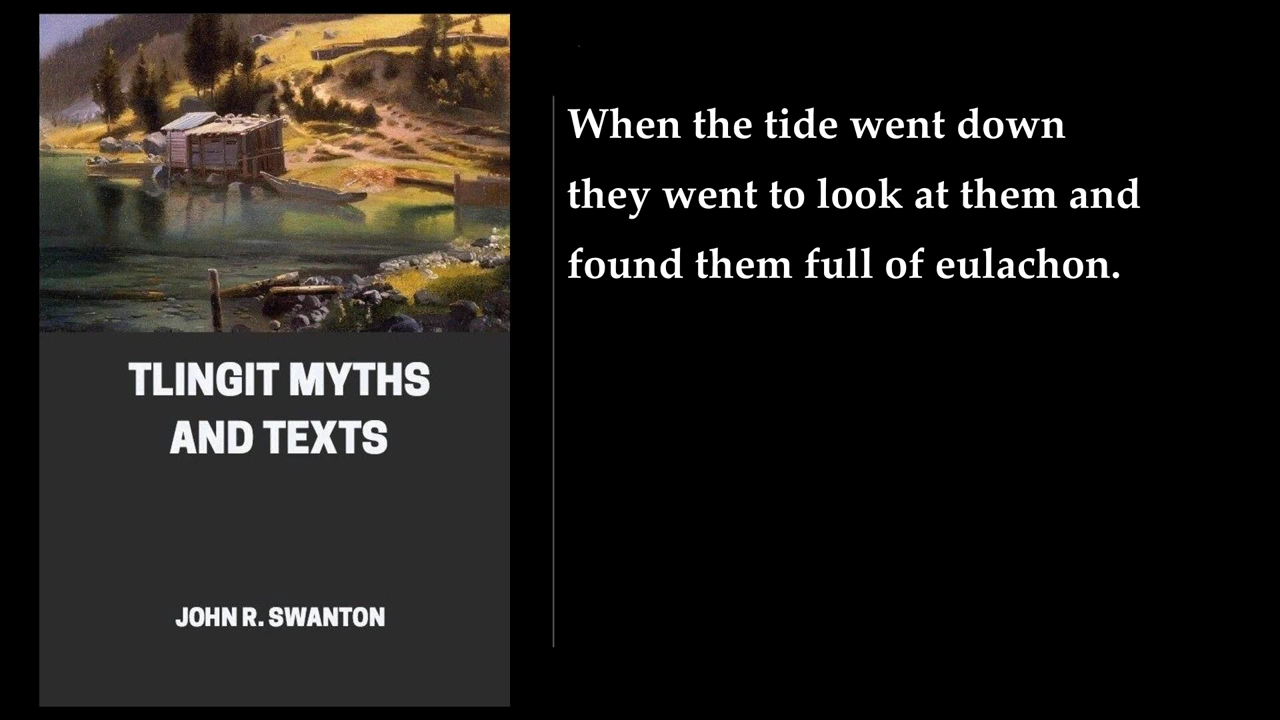 TLINGIT MYTHS
AND TEXTS
JOHN R. SWANTON
When the tide went down
they went to look at them and
found them full of eulachon.